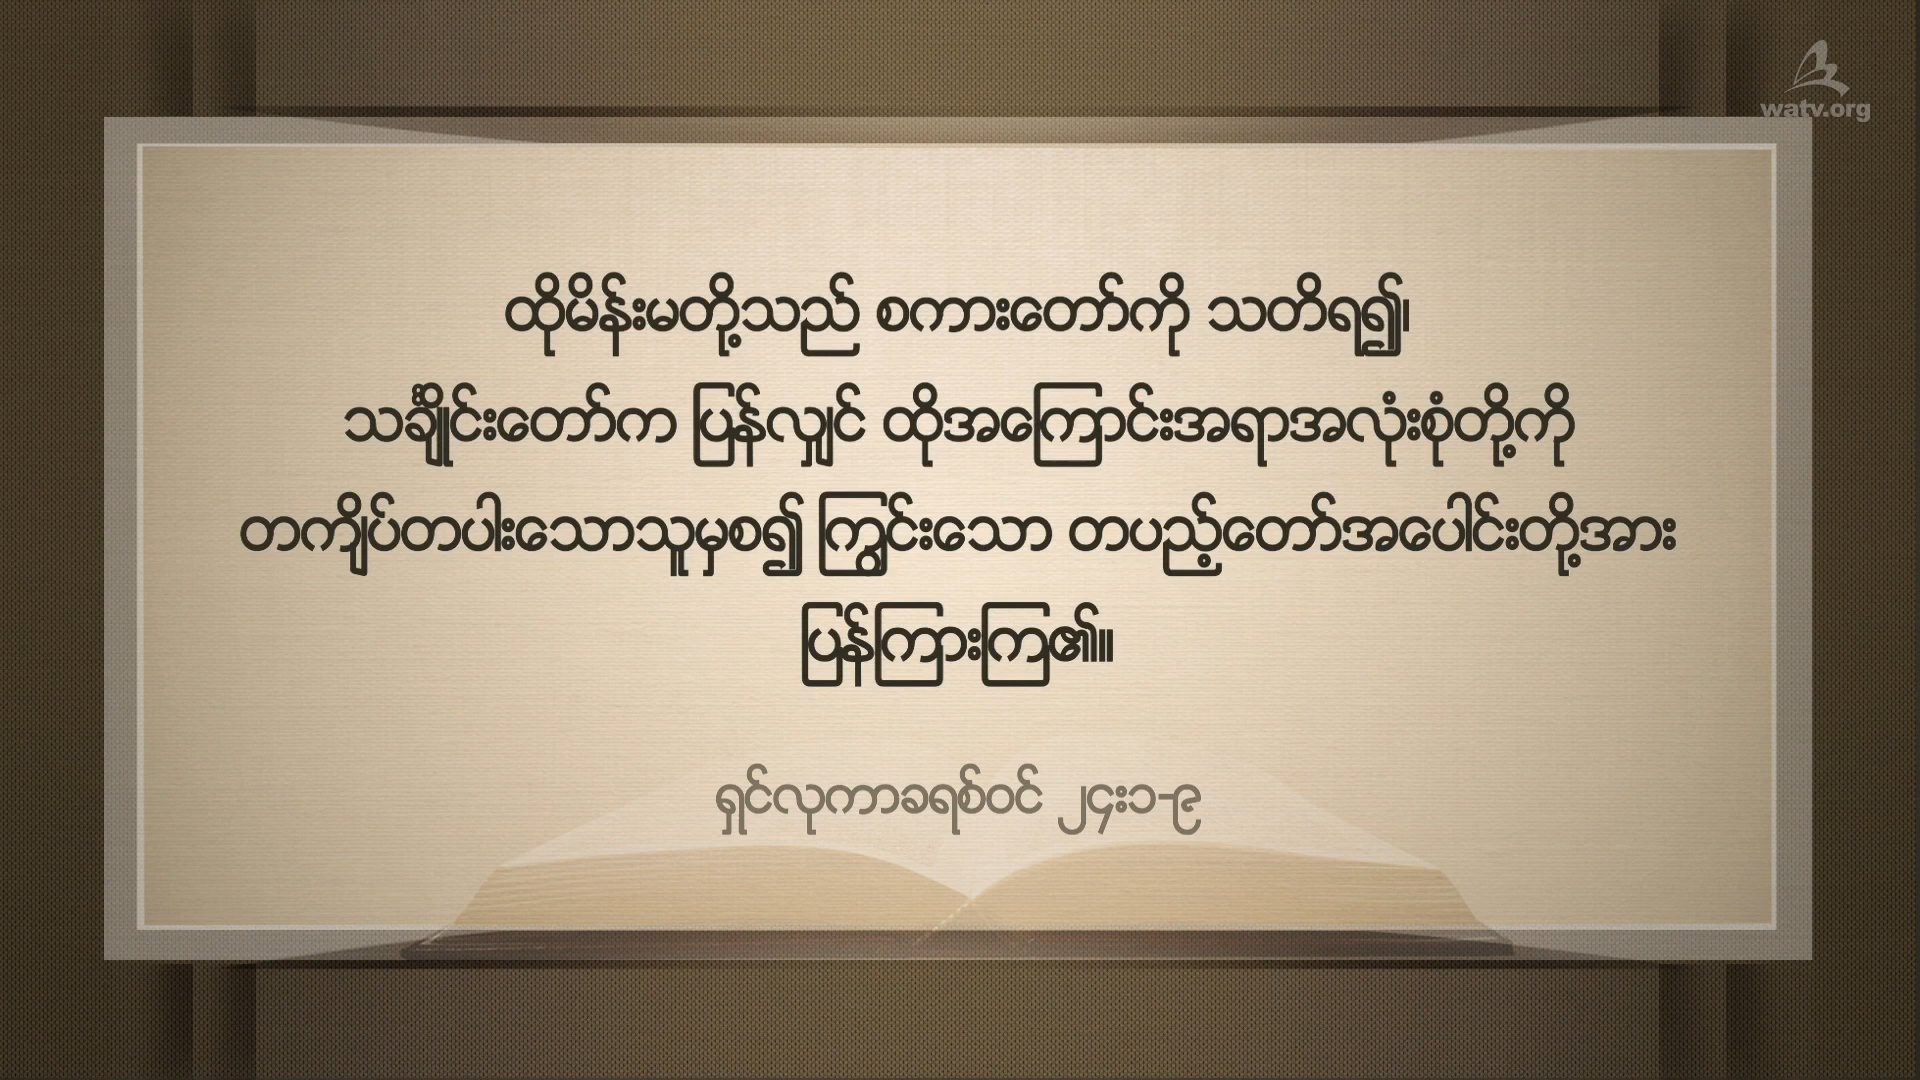 watv.org
ထိုမိန်းမတို့သည် စကားတော်ကို သတိရ၍၊
သင်္ချိုင်းတော်က ပြန်လျှင် ထိုအကြောင်းအရာအလုံးစုံတို့ကို
တကျိပ်တပါးသောသူမှစ၍ ကြွင်းသော တပည့်တော်အပေါင်းတို့အား
ပြန်ကြားကြ၏။
ရှင်လုကာခရစ်ဝင် ၂၄း၁-၉